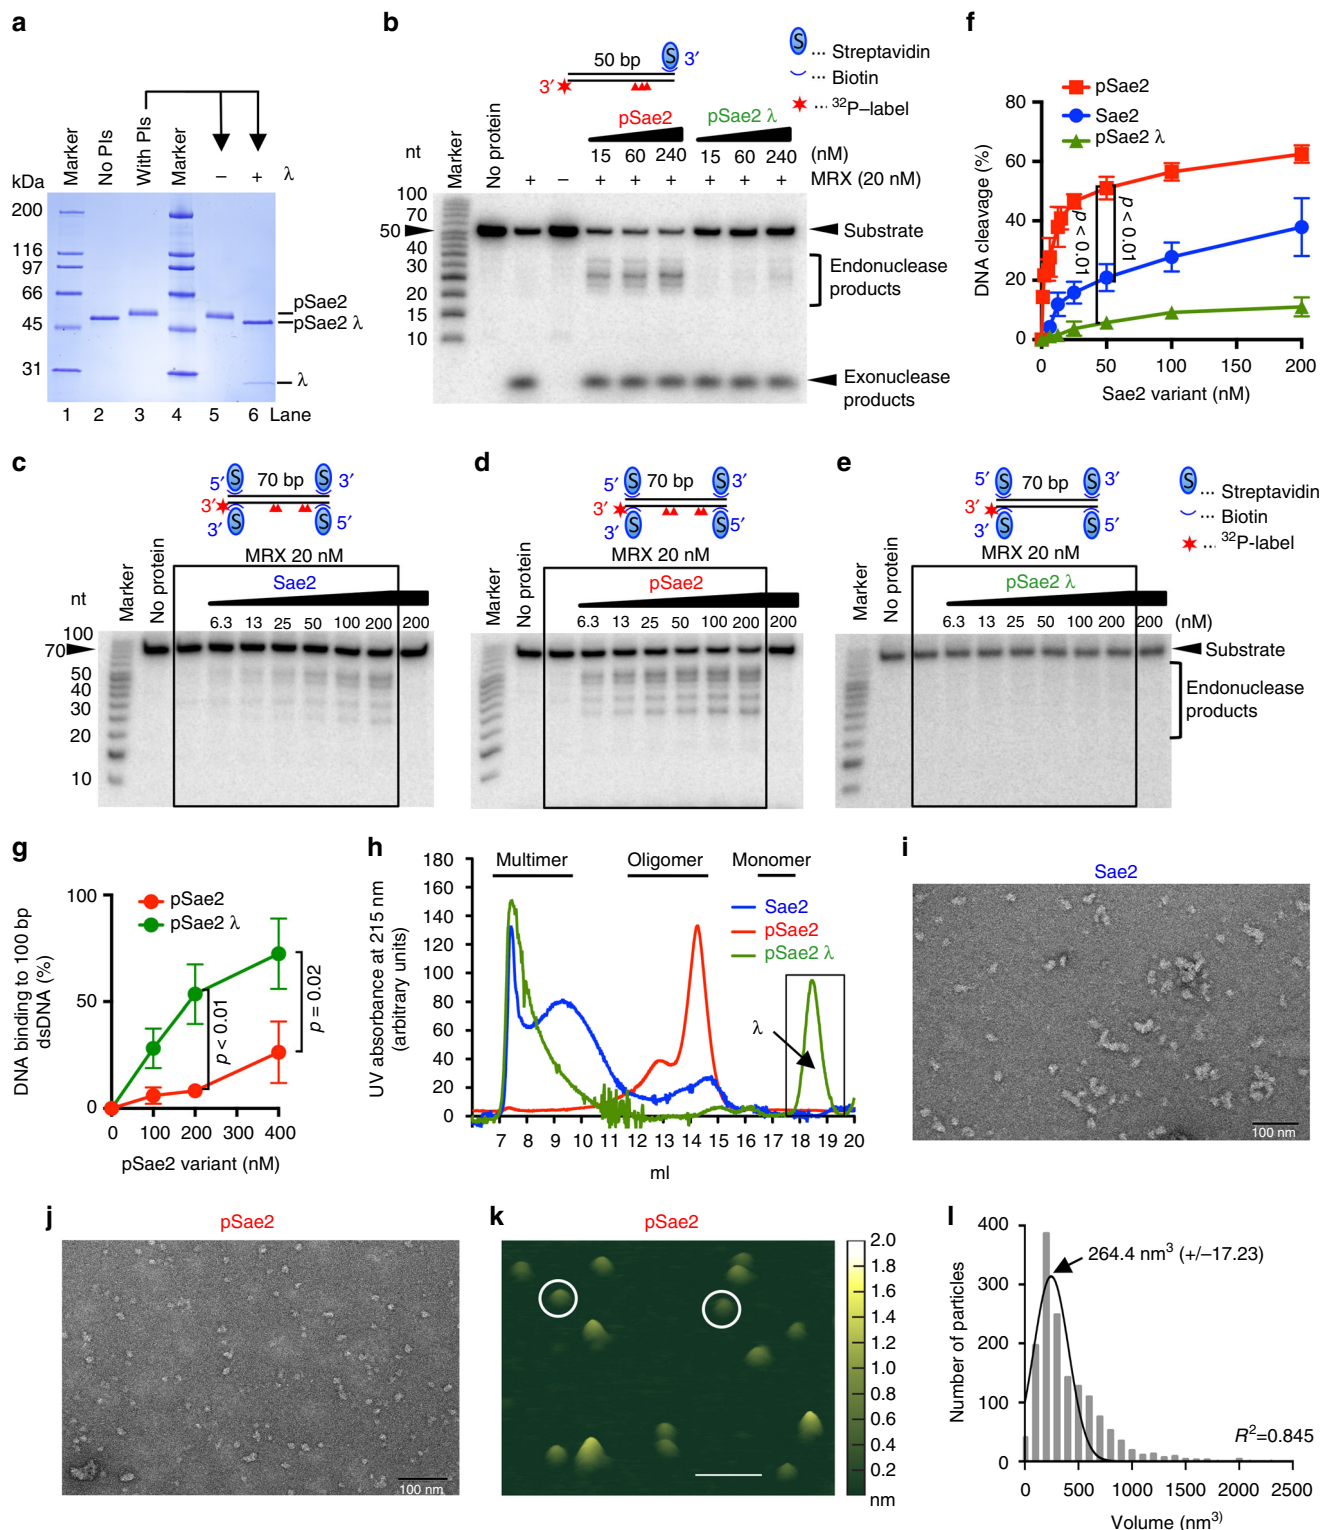 a
Marker
No PIs
With PIs
Marker
– + λ
kDa
200
116
97
66
45
31
pSae2
pSae2 λ
λ
1 2 3 4 5 6 Lane
b
50 bp
S
3′
3′
S ... Streptavidin
... Biotin
... ³²P–label
nt
Marker
No protein
pSae2
pSae2 λ
15 60 240 15 60 240 (nM)
+ – + + + + + + MRX (20 nM)
100
70
50
40
30
20
15
10
Substrate
Endonuclease
products
Exonuclease
products
f
pSae2
Sae2
pSae2 λ
DNA cleavage (%)
80
60
40
20
0
p < 0.01
p < 0.01
0 50 100 150 200
Sae2 variant (nM)
c
5′ S 70 bp S 3′
3′
S S 5′
MRX 20 nM
Sae2
nt
Marker
No protein
6.3 13 25 50 100 200 200
100
70
50
40
30
20
10
d
5′ S 70 bp S 3′
3′
3′ S S 5′
MRX 20 nM
pSae2
Marker
No protein
6.3 13 25 50 100 200 200
e
5′ S 70 bp S 3′
3′
3′ S S 5′
MRX 20 nM
pSae2 λ
Marker
No protein
6.3 13 25 50 100 200 200 (nM)
S ... Streptavidin
... Biotin
... ³²P-label
Substrate
Endonuclease
products
g
DNA binding to 100 bp
dsDNA (%)
100
50
0
pSae2
pSae2 λ
p < 0.01
p = 0.02
0 100 200 300 400
pSae2 variant (nM)
h
UV absorbance at 215 nm
(arbitrary units)
180
160
140
120
100
80
60
40
20
0
Multimer
Oligomer
Monomer
Sae2
pSae2
pSae2 λ
λ
7 8 9 10 11 12 13 14 15 16 17 18 19 20
ml
i
Sae2
100 nm
j
pSae2
100 nm
k
pSae2
2.0
1.8
1.6
1.4
1.2
1.0
0.8
0.6
0.4
0.2
nm
l
Number of particles
400
300
200
100
0
264.4 nm³ (+/–17.23)
R²=0.845
0 500 1000 1500 2000 2500
Volume (nm³)